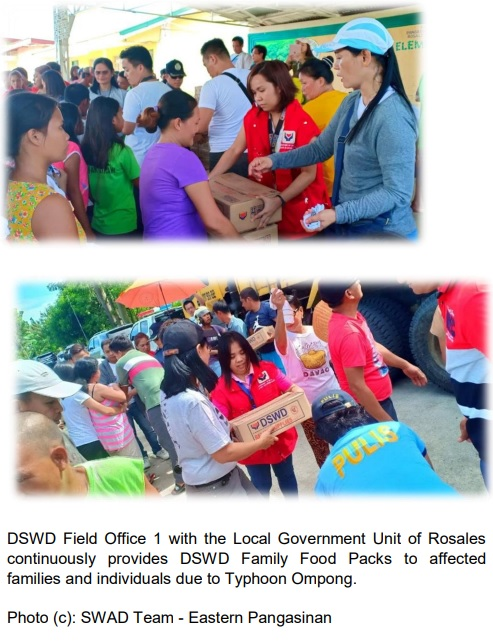 ELEM
DAVAO
DSWD
PULIS
DSWD Field Office 1 with the Local Government Unit of Rosales
continuously provides DSWD Family Food Packs to affected
families and individuals due to Typhoon Ompong.
Photo (c): SWAD Team - Eastern Pangasinan